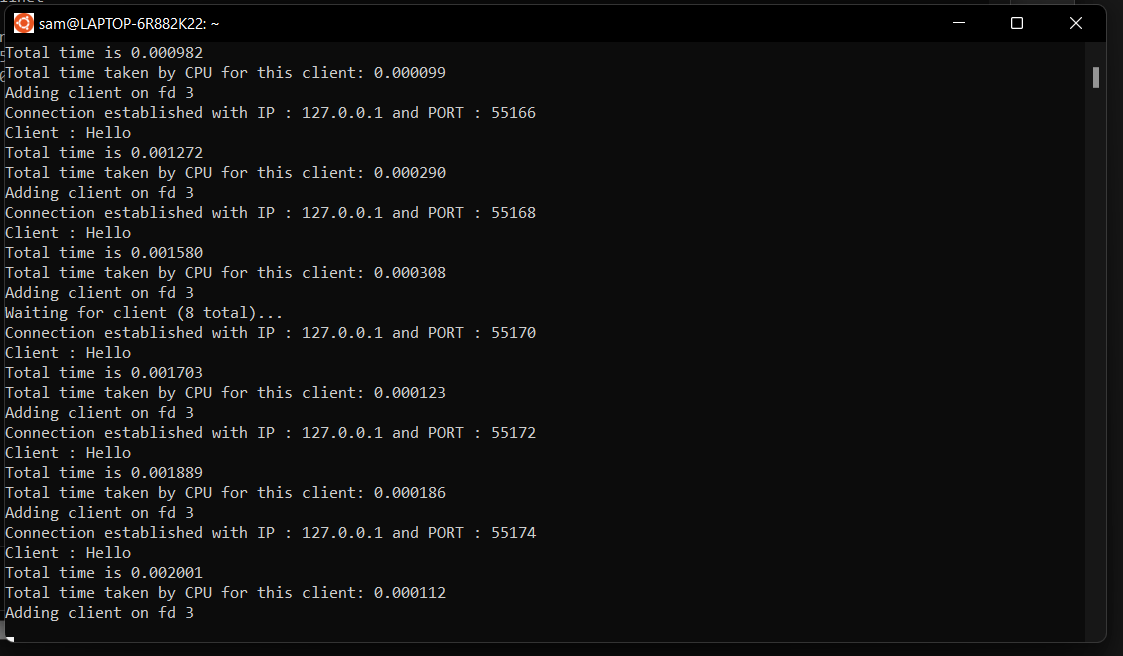 sam@LAPTOP-6R882K22: ~
Total time is 0.000982
Total time taken by CPU for this client: 0.000099
Adding client on fd 3
Connection established with IP : 127.0.0.1 and PORT : 55166
Client : Hello
Total time is 0.001272
Total time taken by CPU for this client: 0.000290
Adding client on fd 3
Connection established with IP : 127.0.0.1 and PORT : 55168
Client : Hello
Total time is 0.001580
Total time taken by CPU for this client: 0.000308
Adding client on fd 3
Waiting for client (8 total)...
Connection established with IP : 127.0.0.1 and PORT : 55170
Client : Hello
Total time is 0.001703
Total time taken by CPU for this client: 0.000123
Adding client on fd 3
Connection established with IP : 127.0.0.1 and PORT : 55172
Client : Hello
Total time is 0.001889
Total time taken by CPU for this client: 0.000186
Adding client on fd 3
Connection established with IP : 127.0.0.1 and PORT : 55174
Client : Hello
Total time is 0.002001
Total time taken by CPU for this client: 0.000112
Adding client on fd 3